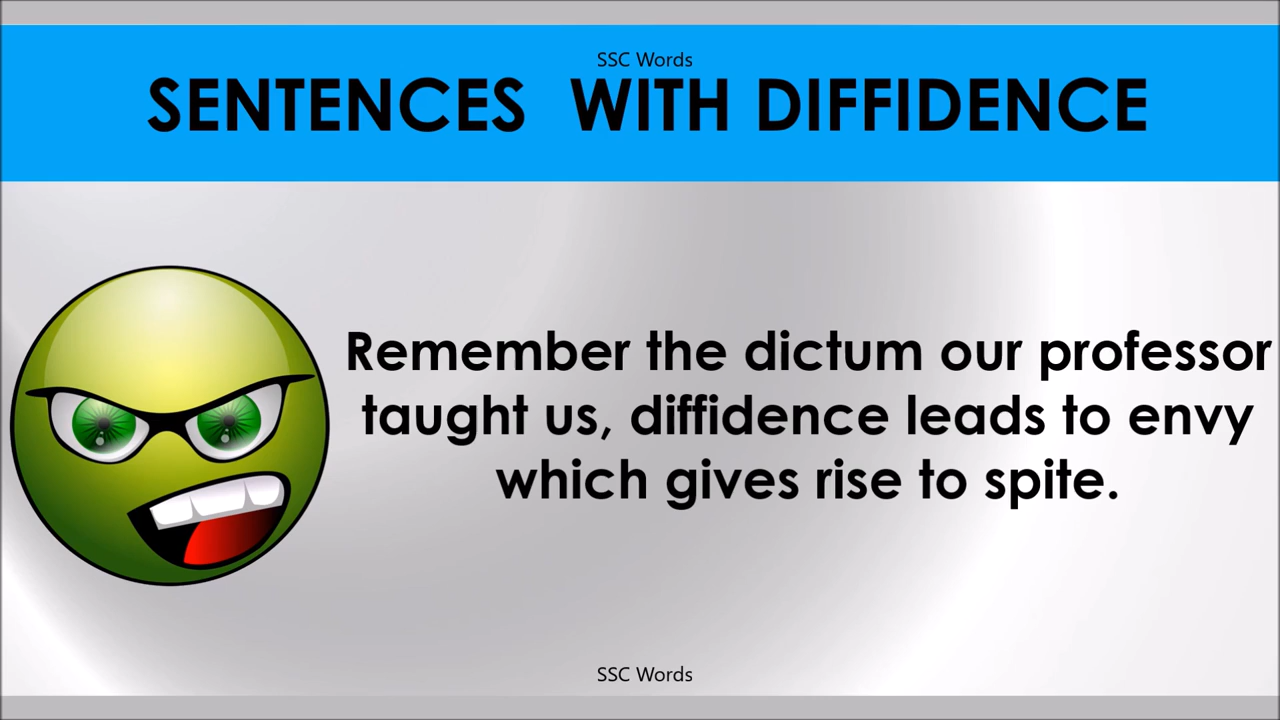 SSC Words
SENTENCES WITH DIFFIDENCE
Remember the dictum our professor
taught us, diffidence leads to envy
which gives rise to spite.
SSC Words